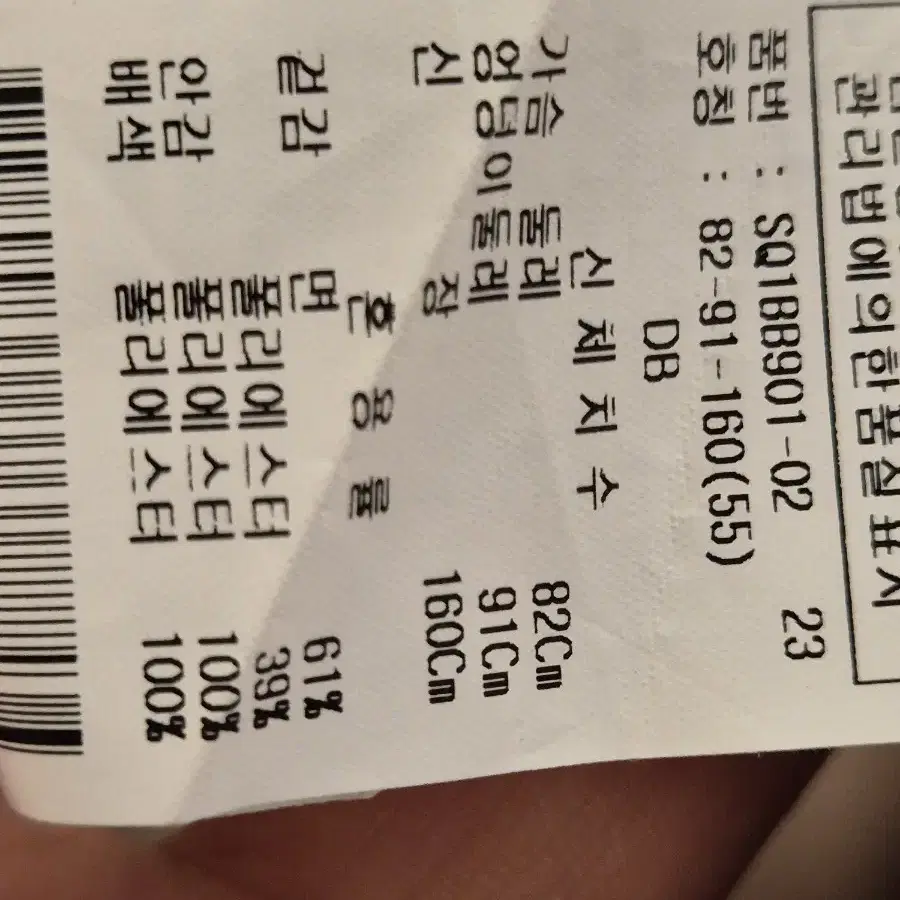 관리법에의한품질표시
품번 : SQ1BB901-02 23
호칭 : 82-91-160(55)
DB
신 체 치 수
가슴 둘레 82Cm
엉덩이둘레 91Cm
신 장 160Cm
혼 용 률
겉감 면 61%
폴리에스터 39%
안감 폴리에스터 100%
배색 폴리에스터 100%